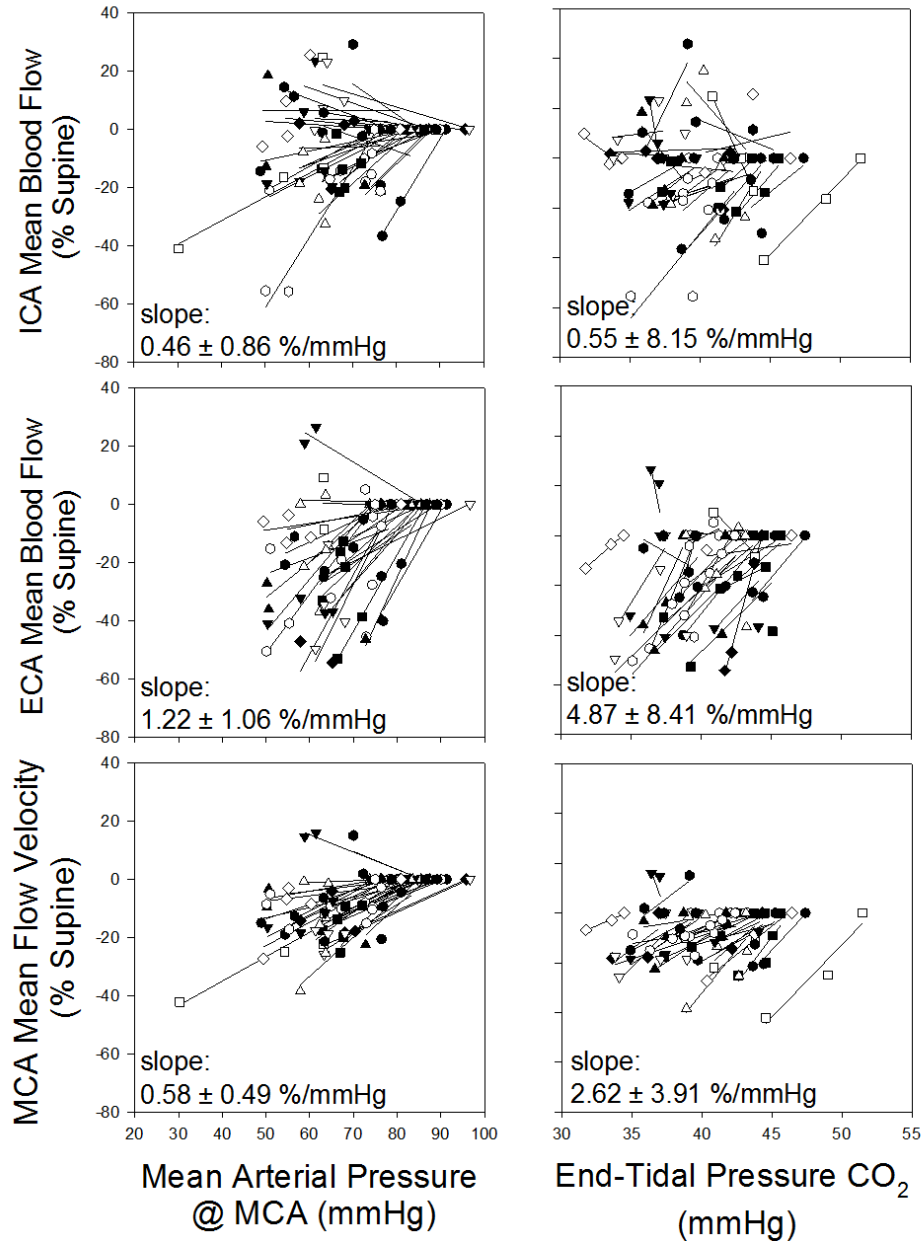 ICA Mean Blood Flow
(% Supine)
40
20
0
-20
-40
-60
-80
slope:
0.46 ± 0.86 %/mmHg
slope:
0.55 ± 8.15 %/mmHg
ECA Mean Blood Flow
(% Supine)
40
20
0
-20
-40
-60
-80
slope:
1.22 ± 1.06 %/mmHg
slope:
4.87 ± 8.41 %/mmHg
MCA Mean Flow Velocity
(% Supine)
40
20
0
-20
-40
-60
-80
slope:
0.58 ± 0.49 %/mmHg
slope:
2.62 ± 3.91 %/mmHg
20 30 40 50 60 70 80 90 100
30 35 40 45 50 55
Mean Arterial Pressure
@ MCA (mmHg)
End-Tidal Pressure CO₂
(mmHg)